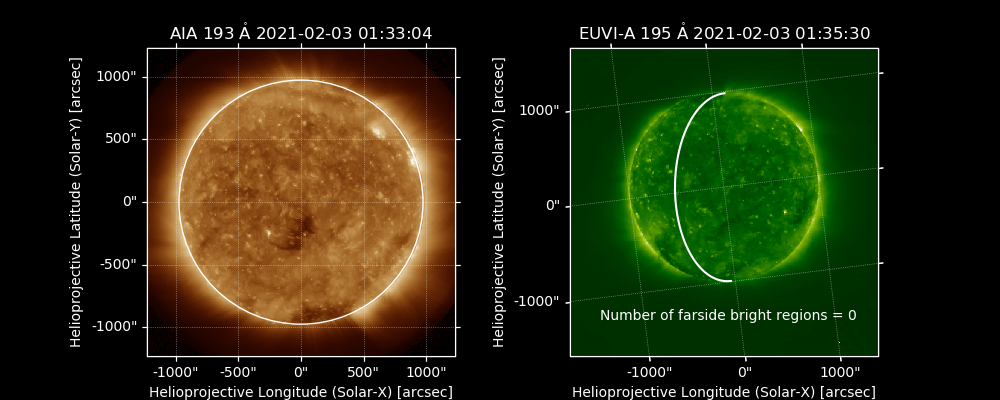 AIA 193 Å 2021-02-03 01:33:04
Helioprojective Latitude (Solar-Y) [arcsec]
1000"
500"
0"
-500"
-1000"
-1000" -500" 0" 500" 1000"
Helioprojective Longitude (Solar-X) [arcsec]
EUVI-A 195 Å 2021-02-03 01:35:30
Helioprojective Latitude (Solar-Y) [arcsec]
1000"
0"
-1000"
Number of farside bright regions = 0
-1000" 0" 1000"
Helioprojective Longitude (Solar-X) [arcsec]